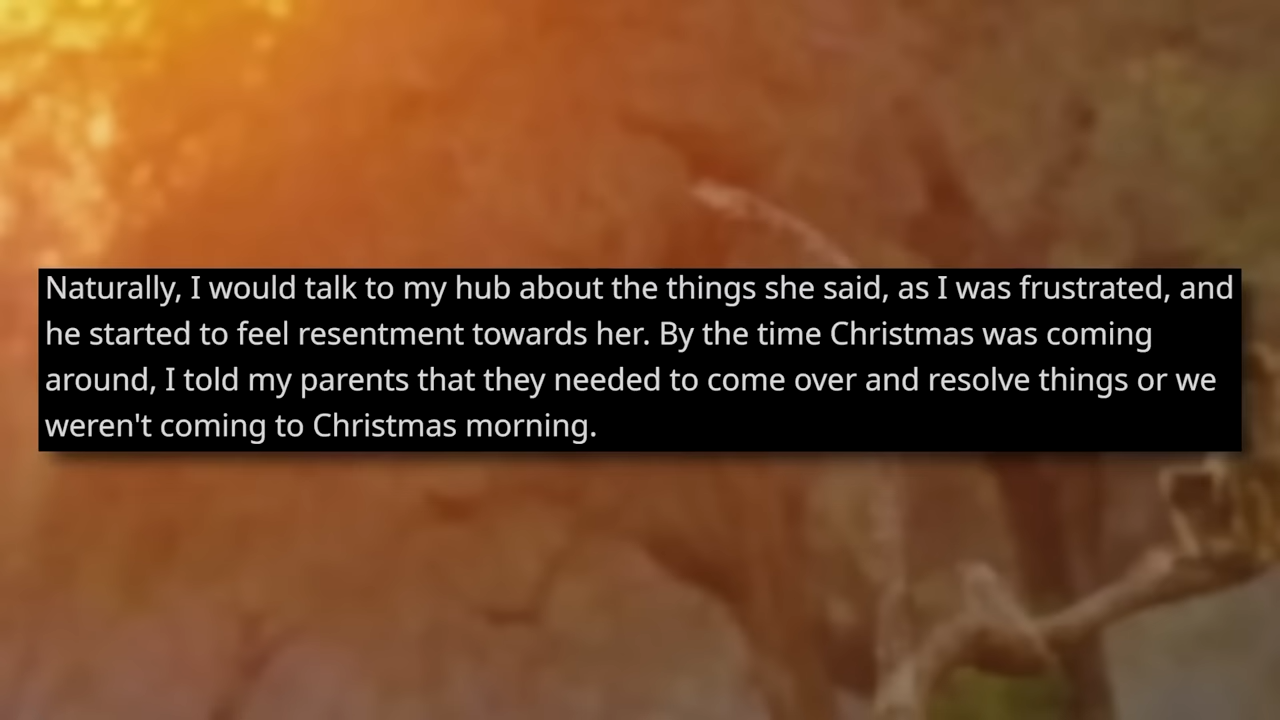 Naturally, I would talk to my hub about the things she said, as I was frustrated, and
he started to feel resentment towards her. By the time Christmas was coming
around, I told my parents that they needed to come over and resolve things or we
weren't coming to Christmas morning.